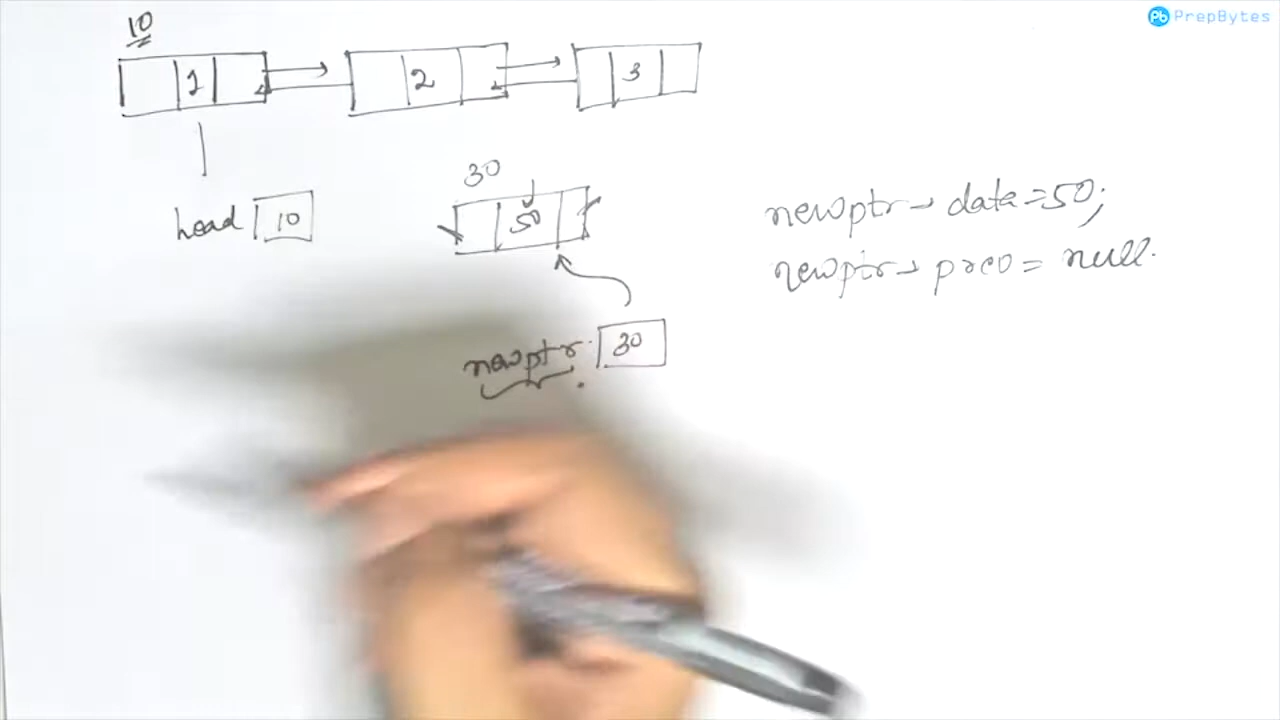 PrepBytes
10
1 2 3
30
head 10
50
newptr 30
newptr→ data=50;
newptr→ prev= null.